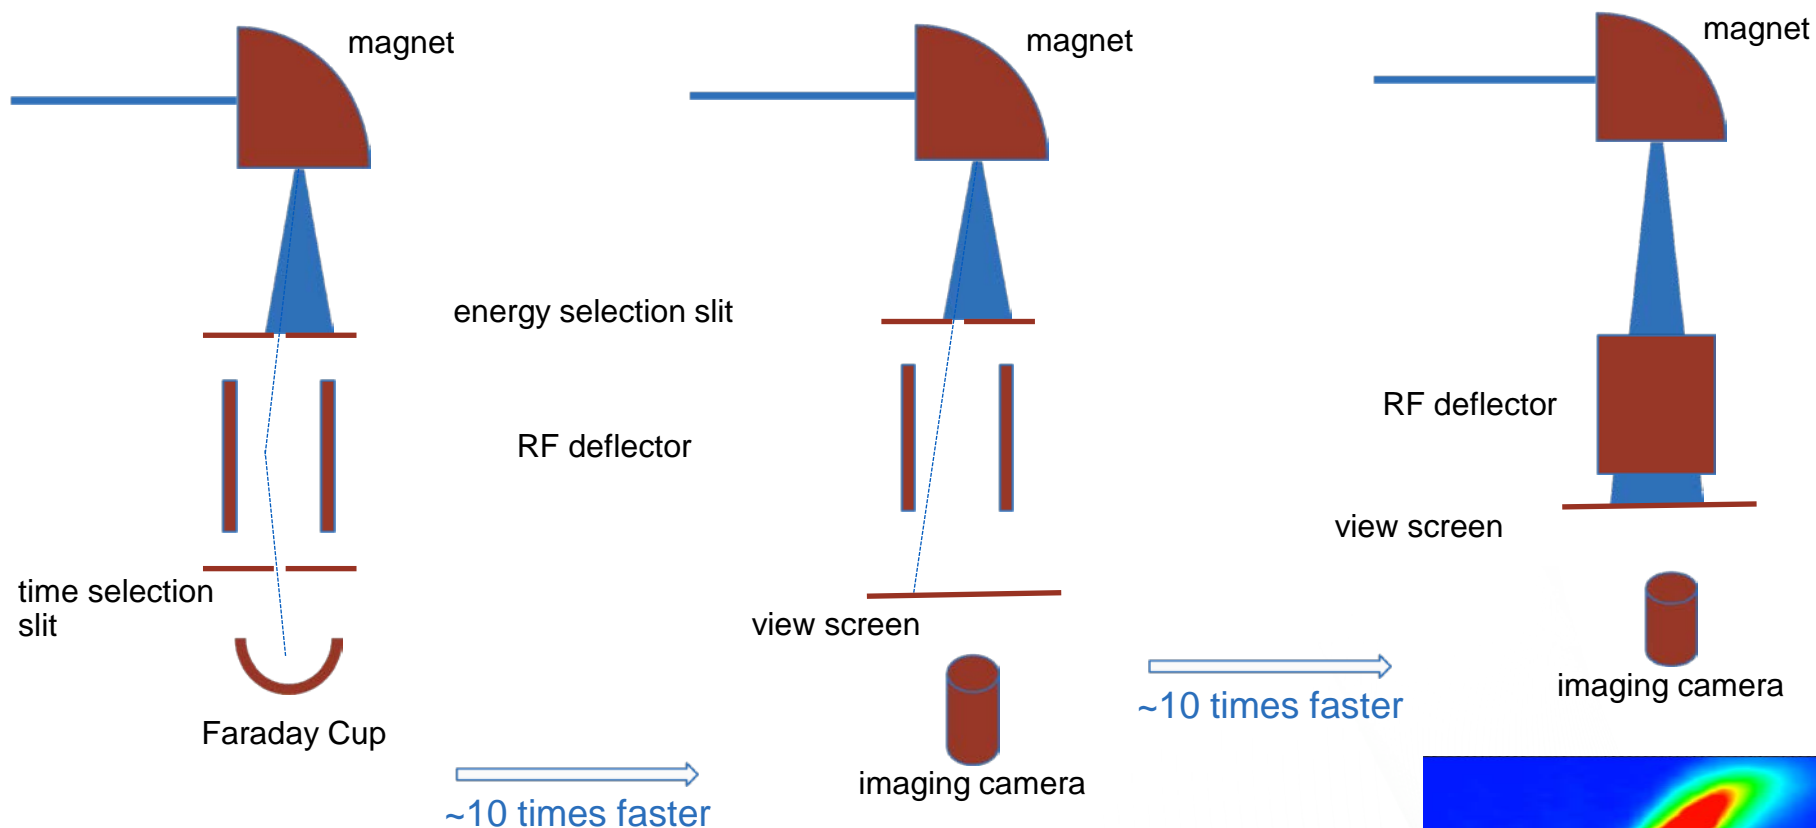 magnet
energy selection slit
RF deflector
time selection
slit
Faraday Cup
~10 times faster
magnet
view screen
imaging camera
~10 times faster
magnet
RF deflector
view screen
imaging camera